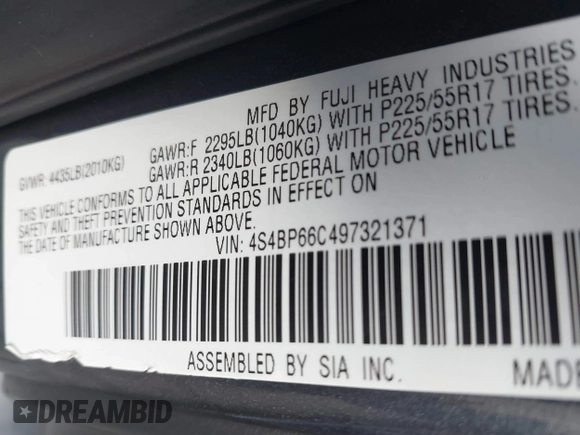 MFD BY FUJI HEAVY INDUSTRIES
GVWR: 4435LB(2010KG)
GAWR:F 2295LB(1040KG) WITH P225/55R17 TIRES,
GAWR:R 2340LB(1060KG) WITH P225/55R17 TIRES,
THIS VEHICLE CONFORMS TO ALL APPLICABLE FEDERAL MOTOR VEHICLE
SAFETY AND THEFT PREVENTION STANDARDS IN EFFECT ON
THE DATE OF MANUFACTURE SHOWN ABOVE
VIN: 4S4BP66C497321371
ASSEMBLED BY SIA INC.
MADE
DREAMBID